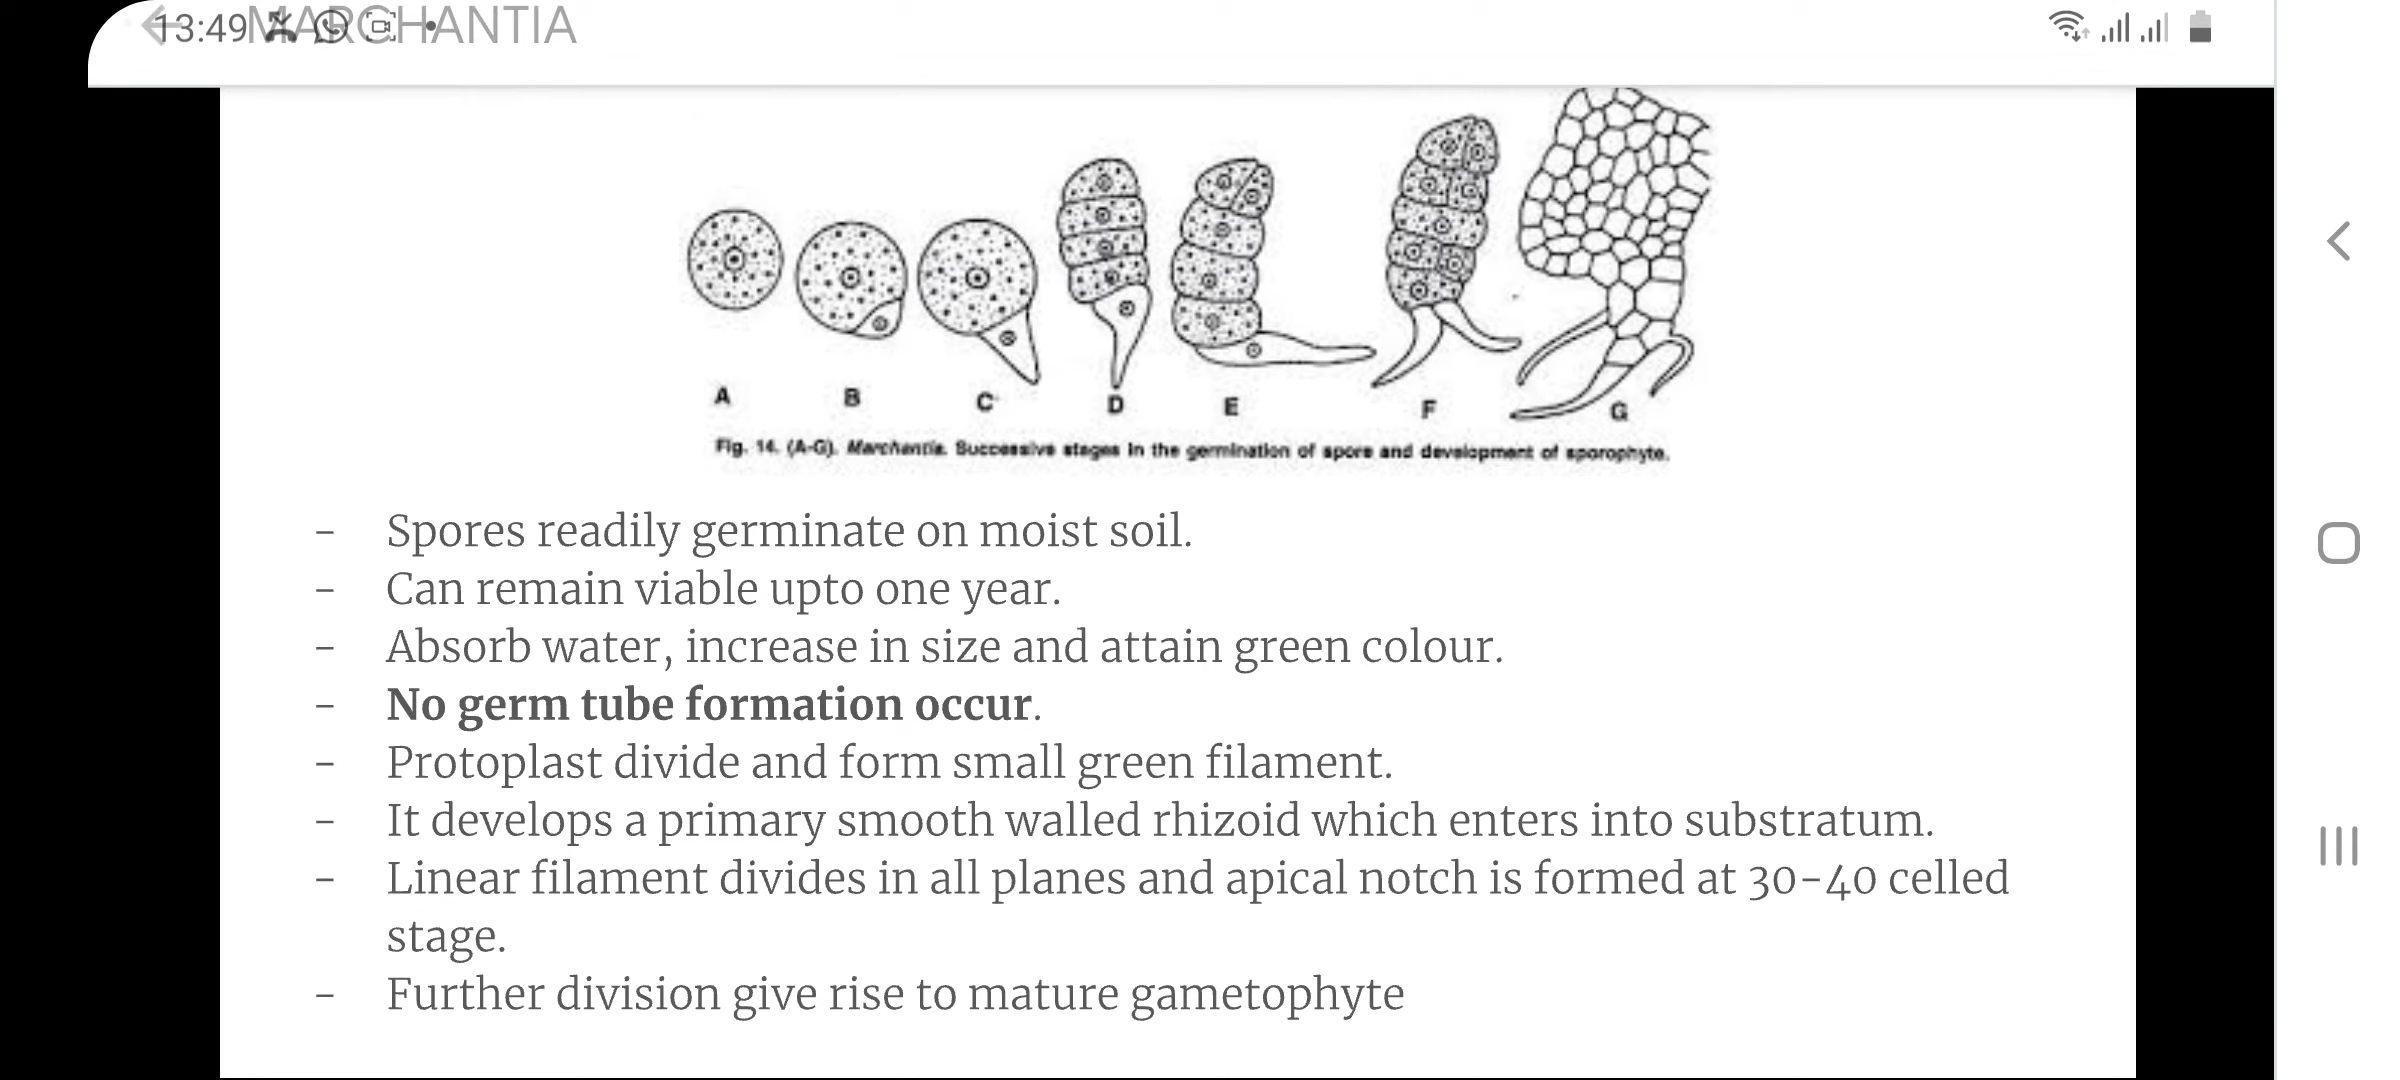 13:49
MARCHANTIA
A B C D E F G
Fig. 14. (A-G). Marchantia. Successive stages in the germination of spore and development of sporophyte.
- Spores readily germinate on moist soil.
- Can remain viable upto one year.
- Absorb water, increase in size and attain green colour.
- No germ tube formation occur.
- Protoplast divide and form small green filament.
- It develops a primary smooth walled rhizoid which enters into substratum.
- Linear filament divides in all planes and apical notch is formed at 30-40 celled
stage.
- Further division give rise to mature gametophyte